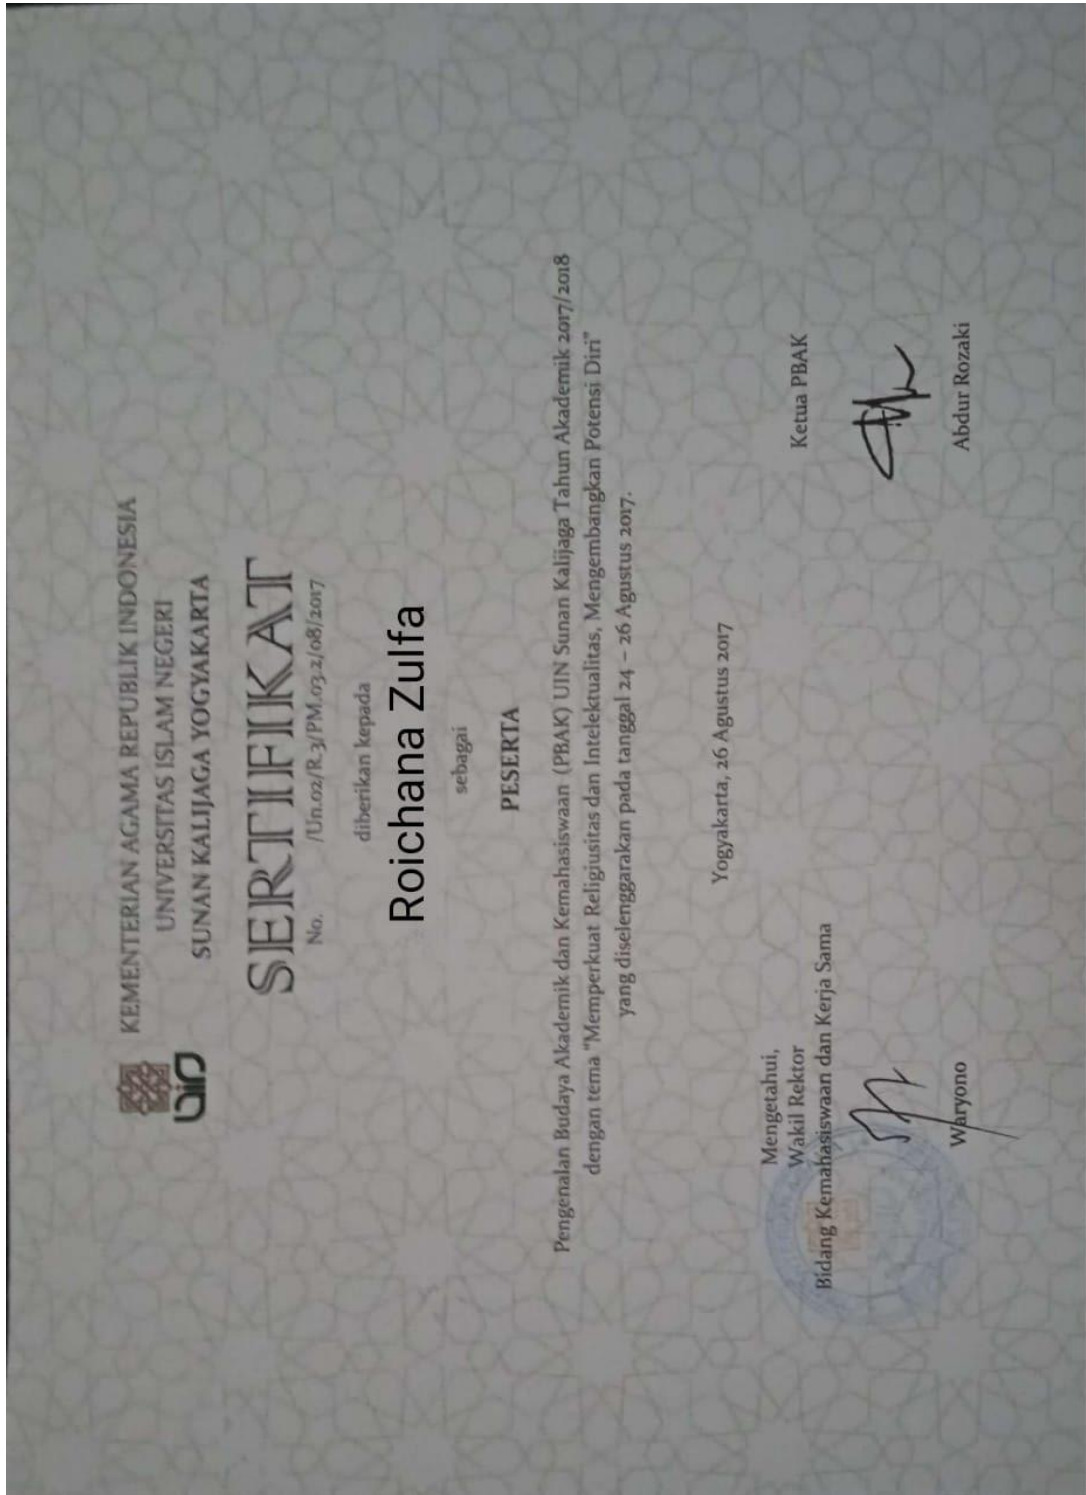 KEMENTERIAN AGAMA REPUBLIK INDONESIA
UNIVERSITAS ISLAM NEGERI
SUNAN KALIJAGA YOGYAKARTA
SERTIFIKAT
No. /Un.02/R.3/PM.03.2/08/2017
diberikan kepada
Roichana Zulfa
sebagai
PESERTA
Pengenalan Budaya Akademik dan Kemahasiswaan (PBAK) UIN Sunan Kalijaga Tahun Akademik 2017/2018
dengan tema "Memperkuat Religiusitas dan Intelektualitas, Mengembangkan Potensi Diri"
yang diselenggarakan pada tanggal 24 – 26 Agustus 2017.
Yogyakarta, 26 Agustus 2017
Mengetahui,
Wakil Rektor
Bidang Kemahasiswaan dan Kerja Sama
Waryono
Ketua PBAK
Abdur Rozaki